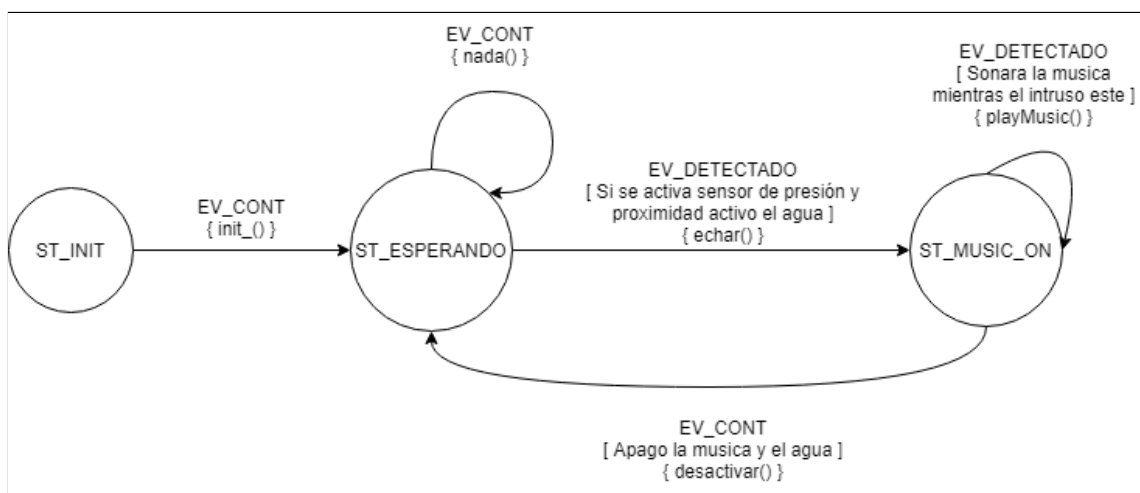 EV_CONT
{ nada() }
EV_DETECTADO
[ Sonara la musica
mientras el intruso este ]
{ playMusic() }
EV_DETECTADO
[ Si se activa sensor de presión y
proximidad activo el agua ]
{ echar() }
EV_CONT
{ init_() }
ST_INIT
ST_ESPERANDO
ST_MUSIC_ON
EV_CONT
[ Apago la musica y el agua ]
{ desactivar() }